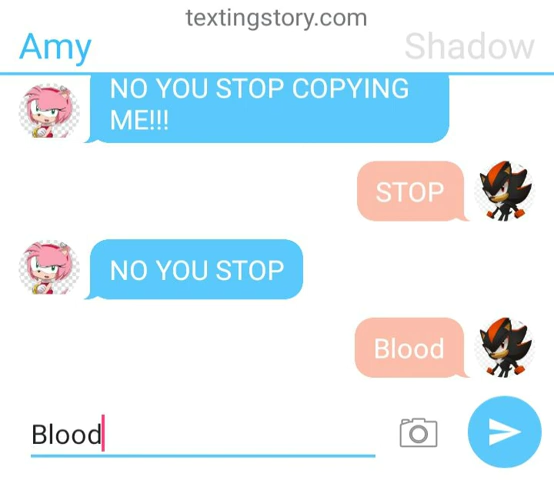 textingstory.com
Amy
Shadow
NO YOU STOP COPYING
ME!!!
STOP
NO YOU STOP
Blood
Blood